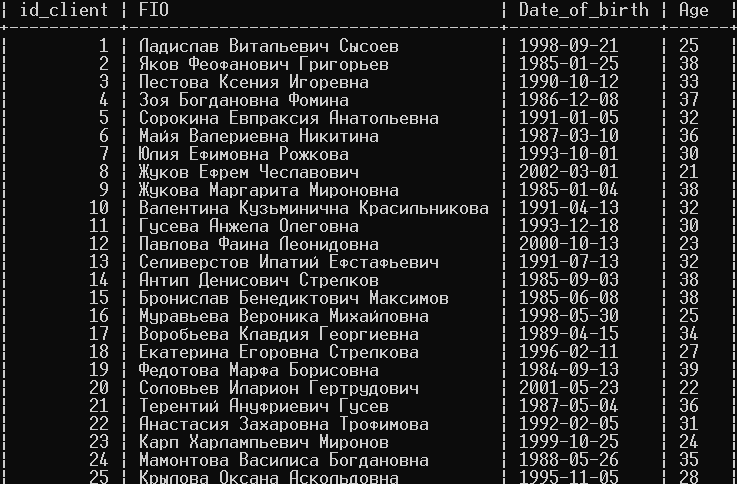 id_client | FIO | Date_of_birth | Age
1 | Ладислав Витальевич Сысоев | 1998-09-21 | 25
2 | Яков Феофанович Григорьев | 1985-01-25 | 38
3 | Пестова Ксения Игоревна | 1990-10-12 | 33
4 | Зоя Богдановна Фомина | 1986-12-08 | 37
5 | Сорокина Евпраксия Анатольевна | 1991-01-05 | 32
6 | Майя Валериевна Никитина | 1987-03-10 | 36
7 | Юлия Ефимовна Рожкова | 1993-10-01 | 30
8 | Жуков Ефрем Чеславович | 2002-03-01 | 21
9 | Жукова Маргарита Мироновна | 1985-01-04 | 38
10 | Валентина Кузьминична Красильникова | 1991-04-13 | 32
11 | Гусева Анжела Олеговна | 1993-12-18 | 30
12 | Павлова Фаина Леонидовна | 2000-10-13 | 23
13 | Селиверстов Ипатий Ефстафьевич | 1991-07-13 | 32
14 | Антип Денисович Стрелков | 1985-09-03 | 38
15 | Бронислав Бенедиктович Максимов | 1985-06-08 | 38
16 | Муравьева Вероника Михайловна | 1998-05-30 | 25
17 | Воробьева Клавдия Георгиевна | 1989-04-15 | 34
18 | Екатерина Егоровна Стрелкова | 1996-02-11 | 27
19 | Федотова Марфа Борисовна | 1984-09-13 | 39
20 | Соловьев Иларион Гертрудович | 2001-05-23 | 22
21 | Терентий Ануфриевич Гусев | 1987-05-04 | 36
22 | Анастасия Захаровна Трофимова | 1992-02-05 | 31
23 | Карп Харлампьевич Миронов | 1999-10-25 | 24
24 | Мамонтова Василиса Богдановна | 1988-05-26 | 35
25 | Крылова Оксана Аскольдовна | 1995-11-05 | 28